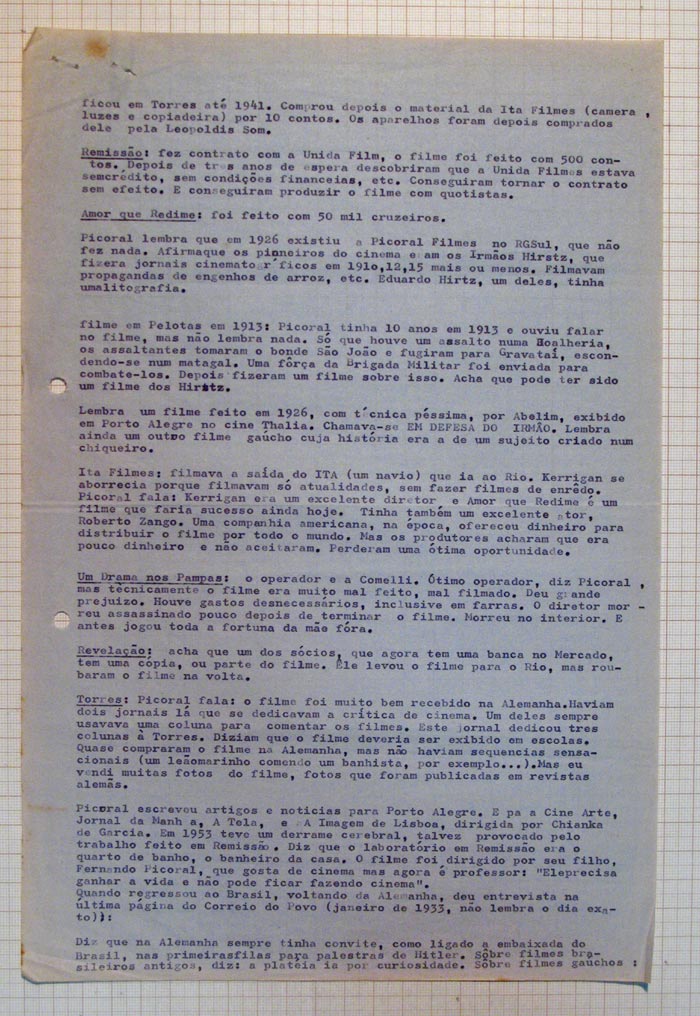 ficou em Torres até 1941. Comprou depois o material da Ita Filmes (camera ,
luzes e copiadeira) por 10 contos. Os aparelhos foram depois comprados
dele pela Leopoldis Som.
Remissão: fez contrato com a Unida Film, o filme foi feito com 500 con-
tos. Depois de tres anos de espera descobriram que a Unida Filmes estava
semcrédito, sem condições financeias, etc. Conseguiram tornar o contrato
sem efeito. E conseguiram produzir o filme com quotistas.
Amor que Redime: foi feito com 50 mil cruzeiros.
Picoral lembra que em 1926 existiu a Picoral Filmes no RGSul, que não
fez nada. Afirmaque os pioneiros do cinema eram os Irmãos Hirstz, que
fizera jornais cinematogr ficos em 1910,12,15 mais ou menos. Filmavam
propagandas de engenhos de arroz, etc. Eduardo Hirtz, um deles, tinha
umalitografia.
filme em Pelotas em 1913: Picoral tinha 10 anos em 1913 e ouviu falar
no filme, mas não lembra nada. Só que houve um assalto numa Hoalheria,
os assaltantes tomaram o bonde São João e fugiram para Gravataí, escon-
dendo-se num matagal. Uma fôrça da Brigada Militar foi enviada para
combate-los. Depois fizeram um filme sobre isso. Acha que pode ter sido
um filme dos Hirstz.
Lembra um filme feito em 1926, com técnica péssima, por Abelim, exibido
em Porto Alegre no cine Thalia. Chamava-se EM DEFESA DO IRMÃO. Lembra
ainda um outro filme gaúcho cuja história era a de um sujeito criado num
chiqueiro.
Ita Filmes: filmava a saída do ITA (um navio) que ia ao Rio. Kerrigan se
aborrecia porque filmavam só atualidades, sem fazer filmes de enrêdo.
Picoral fala: Kerrigan era um excelente diretor e Amor que Redime é um
filme que faria sucesso ainda hoje. Tinha também um excelente ator,
Roberto Zango. Uma companhia americana, na época, ofereceu dinheiro para
distribuir o filme por todo o mundo. Mas os produtores acharam que era
pouco dinheiro e não aceitaram. Perderam uma ótima oportunidade.
Um Drama nos Pampas: o operador e a Comelli. Ótimo operador, diz Picoral ,
mas técnicamente o filme era muito mal feito, mal filmado. Deu grande
prejuizo. Houve gastos desnecessários, inclusive em farras. O diretor mor -
reu assassinado pouco depois de terminar o filme. Morreu no interior. E
antes jogou toda a fortuna da mãe fóra.
Revelação: acha que um dos sócios, que agora tem uma banca no Mercado,
tem uma cópia, ou parte do filme. Ele levou o filme para o Rio, mas rou-
baram o filme na volta.
Torres: Picoral fala: o filme foi muito bem recebido na Alemanha.Haviam
dois jornais lá que se dedicavam a crítica de cinema. Um deles sempre
usavava uma coluna para comentar os filmes. Este jornal dedicou tres
colunas à Torres. Diziam que o filme deveria ser exibido em escolas.
Quase compraram o filme na Alemanha, mas não haviam sequencias sensa-
cionais (um leãomarinho comendo um banhista, por exemplo...).Mas eu
vendi muitas fotos do filme, fotos que foram publicadas em revistas
alemãs.
Picoral escreveu artigos e noticias para Porto Alegre. E pa a Cine Arte,
Jornal da Manh a, A Tela, e A Imagem de Lisboa, dirigida por Chianka
de Garcia. Em 1953 teve um derrame cerebral, talvez provocado pelo
trabalho feito em Remissão. Diz que o laboratório em Remissão era o
quarto de banho, o banheiro da casa. O filme foi dirigido por seu filho,
Fernando Picoral, que gosta de cinema mas agora é professor: "Eleprecisa
ganhar a vida e não pode ficar fazendo cinema".
Quando regressou ao Brasil, voltando da Alemanha, deu entrevista na
última página do Correio do Povo (janeiro de 1933, não lembra o dia exa-
to)):
Diz que na Alemanha sempre tinha convite, como ligado a embaixada do
Brasil, nas primeirasfilas para palestras de Hitler. Sôbre filmes bra-
sileiros antigos, diz: a platéia ia por curiosidade. Sôbre filmes gauchos :